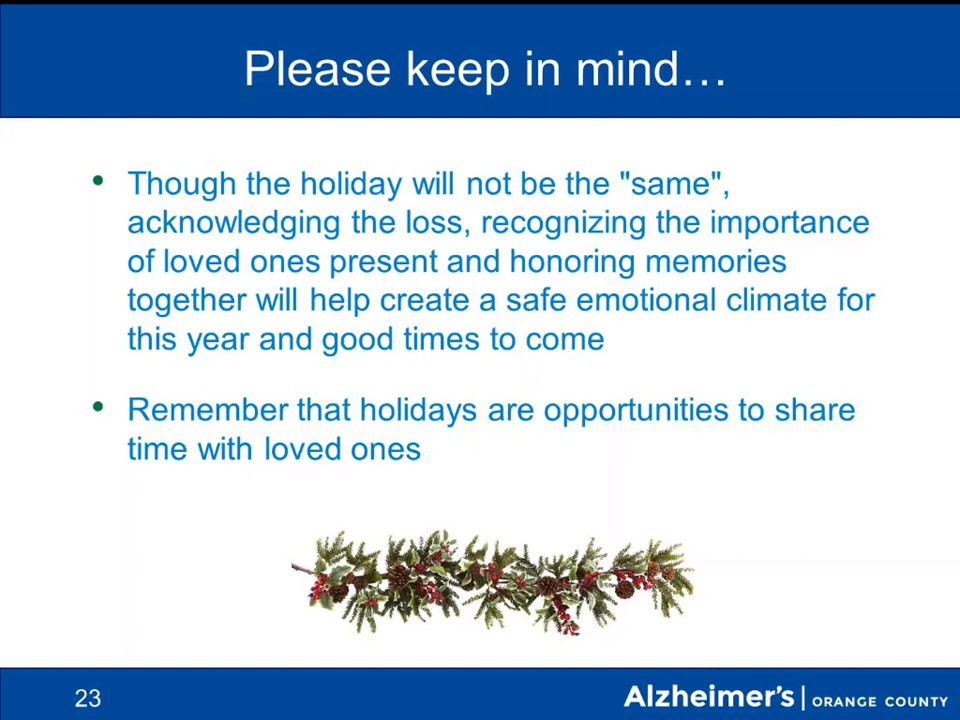 Please keep in mind…
• Though the holiday will not be the "same",
acknowledging the loss, recognizing the importance
of loved ones present and honoring memories
together will help create a safe emotional climate for
this year and good times to come
• Remember that holidays are opportunities to share
time with loved ones
23
Alzheimer's | ORANGE COUNTY